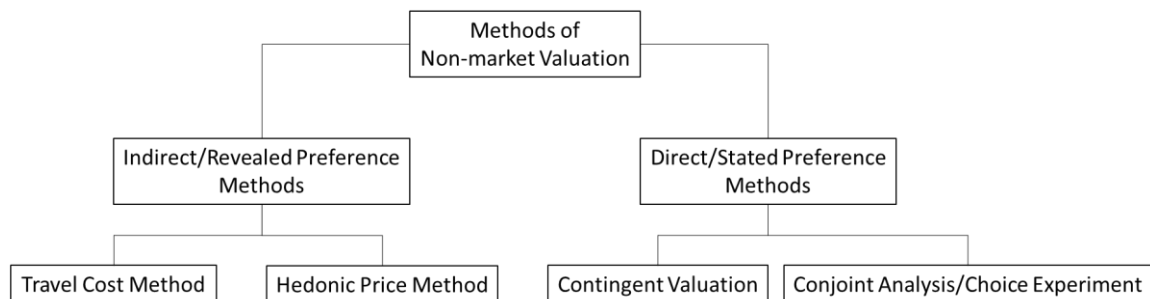 Methods of
Non-market Valuation
Indirect/Revealed Preference
Methods
Direct/Stated Preference
Methods
Travel Cost Method
Hedonic Price Method
Contingent Valuation
Conjoint Analysis/Choice Experiment